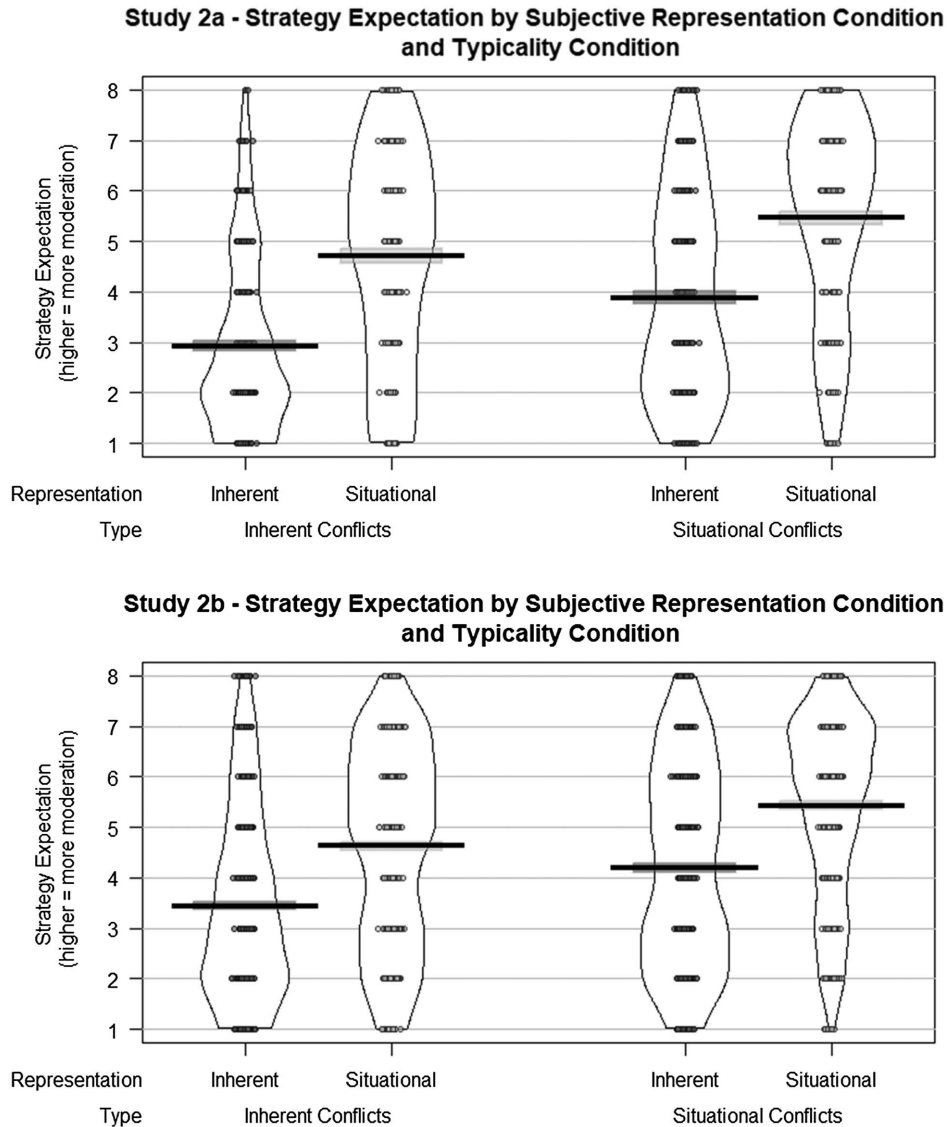 Study 2a - Strategy Expectation by Subjective Representation Condition
and Typicality Condition
Strategy Expectation
(higher = more moderation)
8
7
6
5
4
3
2
1
Representation Inherent Situational Inherent Situational
Type Inherent Conflicts Situational Conflicts
Study 2b - Strategy Expectation by Subjective Representation Condition
and Typicality Condition
Strategy Expectation
(higher = more moderation)
8
7
6
5
4
3
2
1
Representation Inherent Situational Inherent Situational
Type Inherent Conflicts Situational Conflicts